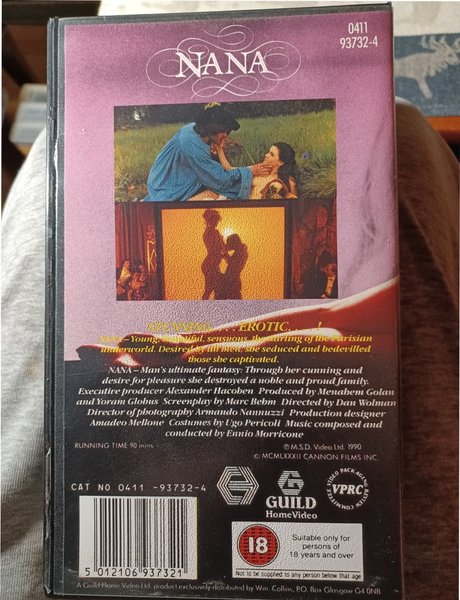 NANA
0411
93732-4
EROTIC. . . . !
NANA – Young, beautiful, sensuous, the darling of the Parisian
underworld. Desired by all men, she seduced and bedevilled
those she captivated.
NANA – Man's ultimate fantasy: Through her cunning and
desire for pleasure she destroyed a noble and proud family.
Executive producer Alexander Hacohen Produced by Menahem Golan
and Yoram Globus Screenplay by Marc Behm Directed by Dan Wolman
Director of photography Armando Nannuzzi Production designer
Amadeo Mellone Costumes by Ugo Pericoli Music composed and
conducted by Ennio Morricone
RUNNING TIME 90 mins
℗ M.S.D. Video Ltd. 1990
© MCMLXXXII CANNON FILMS INC
CAT NO 0411 -93732-4
GUILD
HomeVideo
VIDEO PACKAGING REVIEW COMMITTEE
VPRC
18
Suitable only for
persons of
18 years and over
Not to be supplied to any person below that age
5 012106 937321
A Guild Home Video Ltd. product exclusively distributed by Wm. Collins, P.O. Box Glasgow G4 0NB